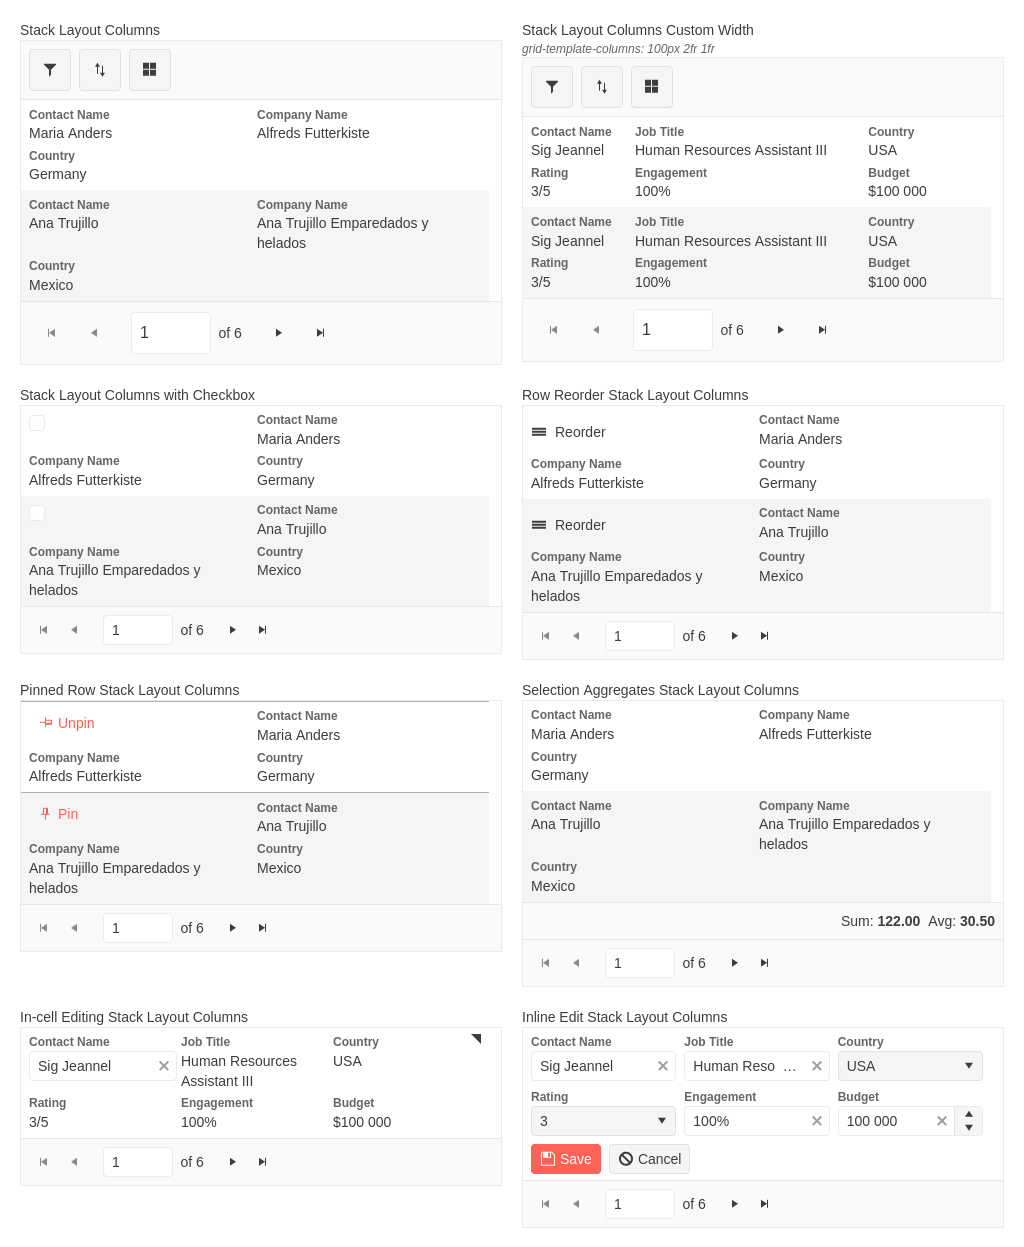 Stack Layout Columns
Contact Name Company Name
Maria Anders Alfreds Futterkiste
Country
Germany
Contact Name Company Name
Ana Trujillo Ana Trujillo Emparedados y
helados
Country
Mexico
1 of 6
Stack Layout Columns Custom Width
grid-template-columns: 100px 2fr 1fr
Contact Name Job Title Country
Sig Jeannel Human Resources Assistant III USA
Rating Engagement Budget
3/5 100% $100 000
Contact Name Job Title Country
Sig Jeannel Human Resources Assistant III USA
Rating Engagement Budget
3/5 100% $100 000
1 of 6
Stack Layout Columns with Checkbox
Contact Name
Maria Anders
Company Name Country
Alfreds Futterkiste Germany
Contact Name
Ana Trujillo
Company Name Country
Ana Trujillo Emparedados y Mexico
helados
1 of 6
Row Reorder Stack Layout Columns
Contact Name
Reorder Maria Anders
Company Name Country
Alfreds Futterkiste Germany
Contact Name
Reorder Ana Trujillo
Company Name Country
Ana Trujillo Emparedados y Mexico
helados
1 of 6
Pinned Row Stack Layout Columns
Contact Name
Unpin Maria Anders
Company Name Country
Alfreds Futterkiste Germany
Contact Name
Pin Ana Trujillo
Company Name Country
Ana Trujillo Emparedados y Mexico
helados
1 of 6
Selection Aggregates Stack Layout Columns
Contact Name Company Name
Maria Anders Alfreds Futterkiste
Country
Germany
Contact Name Company Name
Ana Trujillo Ana Trujillo Emparedados y
helados
Country
Mexico
Sum: 122.00 Avg: 30.50
1 of 6
In-cell Editing Stack Layout Columns
Contact Name Job Title Country
Sig Jeannel Human Resources USA
Assistant III
Rating Engagement Budget
3/5 100% $100 000
1 of 6
Inline Edit Stack Layout Columns
Contact Name Job Title Country
Sig Jeannel Human Reso ... USA
Rating Engagement Budget
3 100% 100 000
Save Cancel
1 of 6